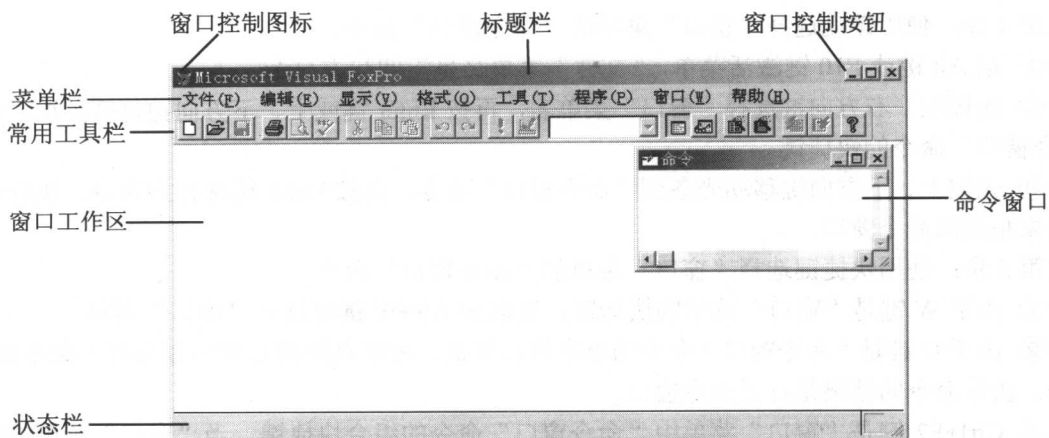 窗口控制图标
标题栏
窗口控制按钮
Microsoft Visual FoxPro
菜单栏
文件(F) 编辑(E) 显示(V) 格式(O) 工具(T) 程序(P) 窗口(W) 帮助(H)
常用工具栏
命令
窗口工作区
命令窗口
状态栏